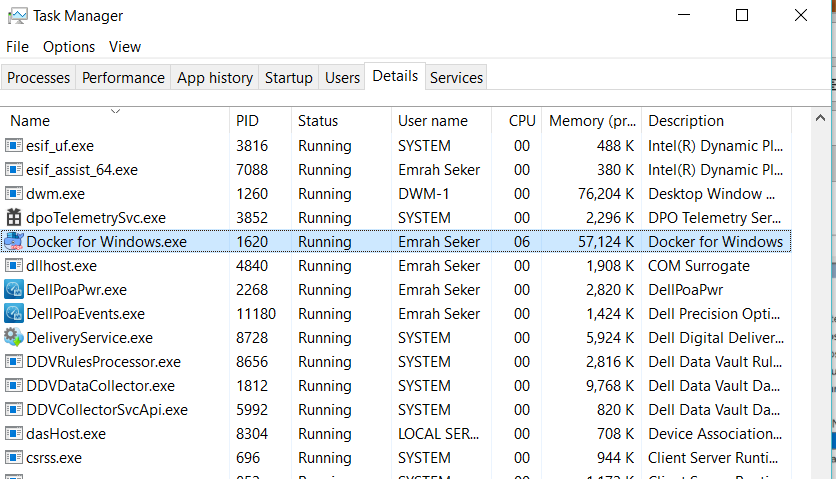 Task Manager
File Options View
Processes Performance App history Startup Users Details Services
Name PID Status User name CPU Memory (pr... Description
esif_uf.exe 3816 Running SYSTEM 00 488 K Intel(R) Dynamic Pl...
esif_assist_64.exe 7088 Running Emrah Seker 00 380 K Intel(R) Dynamic Pl...
dwm.exe 1260 Running DWM-1 00 76,204 K Desktop Window ...
dpoTelemetrySvc.exe 3852 Running SYSTEM 00 2,296 K DPO Telemetry Ser...
Docker for Windows.exe 1620 Running Emrah Seker 06 57,124 K Docker for Windows
dllhost.exe 4840 Running Emrah Seker 00 1,908 K COM Surrogate
DellPoaPwr.exe 2268 Running Emrah Seker 00 2,820 K DellPoaPwr
DellPoaEvents.exe 11180 Running Emrah Seker 00 1,424 K Dell Precision Opti...
DeliveryService.exe 8728 Running SYSTEM 00 5,924 K Dell Digital Deliver...
DDVRulesProcessor.exe 8656 Running SYSTEM 00 2,816 K Dell Data Vault Rul...
DDVDataCollector.exe 1812 Running SYSTEM 00 9,768 K Dell Data Vault Da...
DDVCollectorSvcApi.exe 5992 Running SYSTEM 00 820 K Dell Data Vault Da...
dasHost.exe 8304 Running LOCAL SER... 00 708 K Device Association...
csrss.exe 696 Running SYSTEM 00 944 K Client Server Runti...